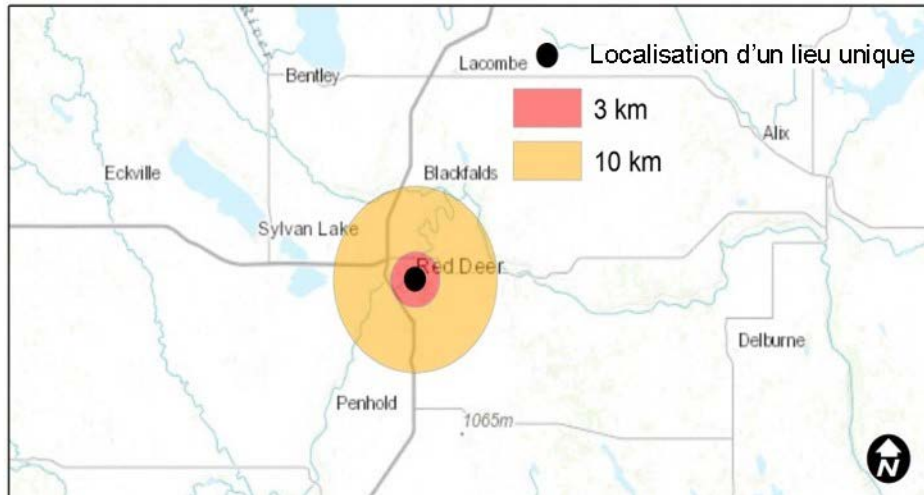 River
Lacombe
Localisation d'un lieu unique
Bentley
3 km
Alix
10 km
Eckville
Blackfalds
Sylvan Lake
Red Deer
Delburne
Penhold
1065m
N